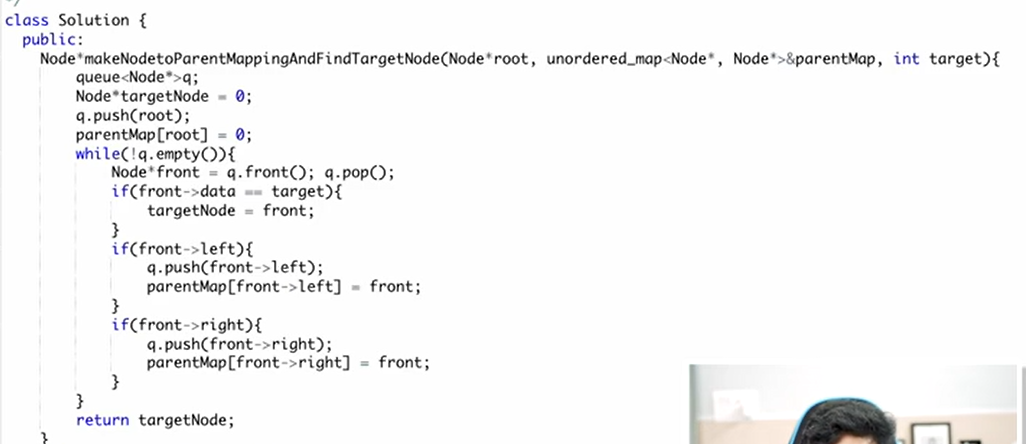 */
class Solution {
  public:
    Node*makeNodetoParentMappingAndFindTargetNode(Node*root, unordered_map<Node*, Node*>&parentMap, int target){
        queue<Node*>q;
        Node*targetNode = 0;
        q.push(root);
        parentMap[root] = 0;
        while(!q.empty()){
            Node*front = q.front(); q.pop();
            if(front->data == target){
                targetNode = front;
            }
            if(front->left){
                q.push(front->left);
                parentMap[front->left] = front;
            }
            if(front->right){
                q.push(front->right);
                parentMap[front->right] = front;
            }
        }
        return targetNode;
    }